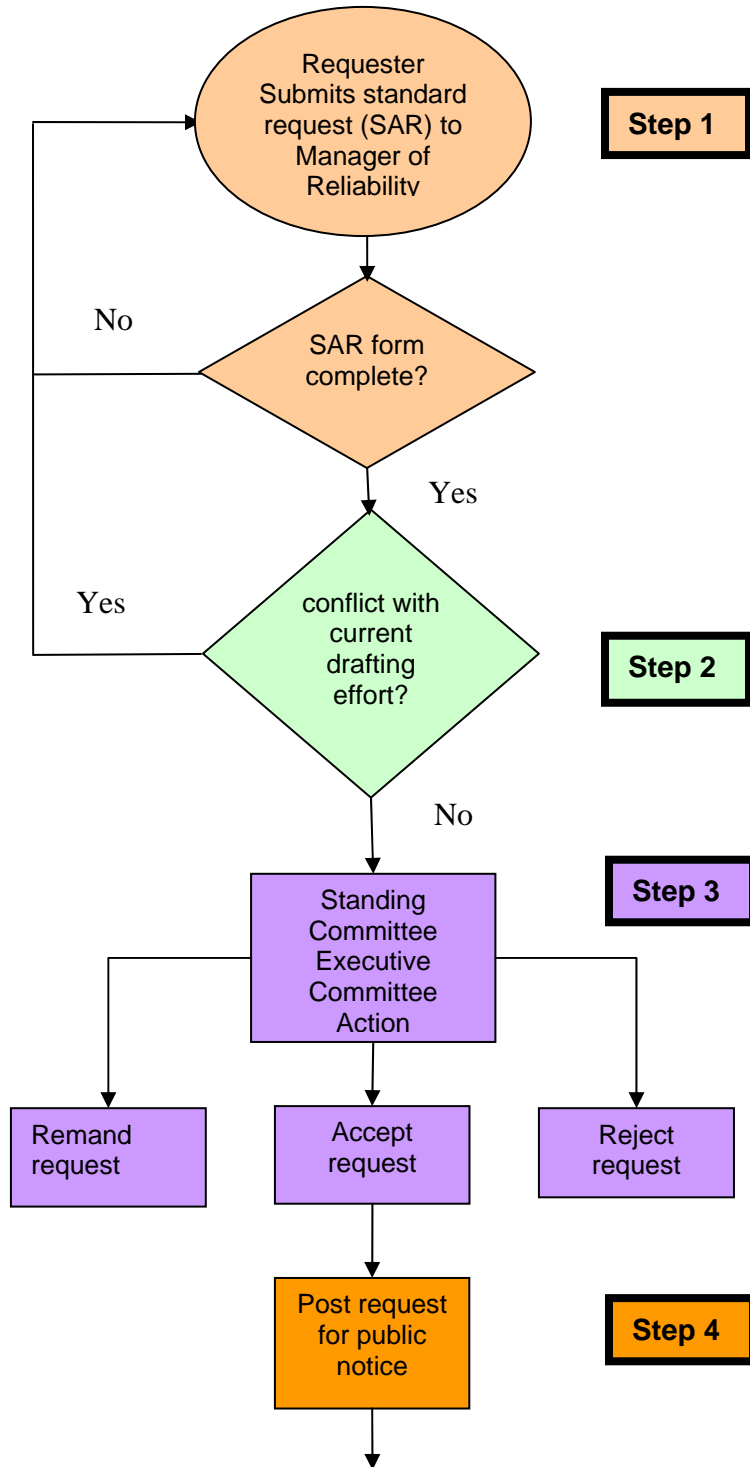 Requester
Submits standard
request (SAR) to
Manager of
Reliability
Step 1
No
SAR form
complete?
Yes
Yes
conflict with
current
drafting
effort?
Step 2
No
Standing
Committee
Executive
Committee
Action
Step 3
Remand
request
Accept
request
Reject
request
Post request
for public
notice
Step 4